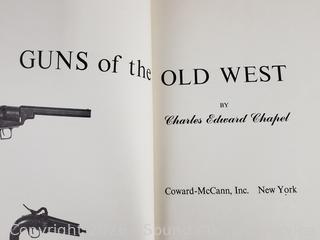 GUNS of the OLD WEST
BY
Charles Edward Chapel
Coward-McCann, Inc. New York